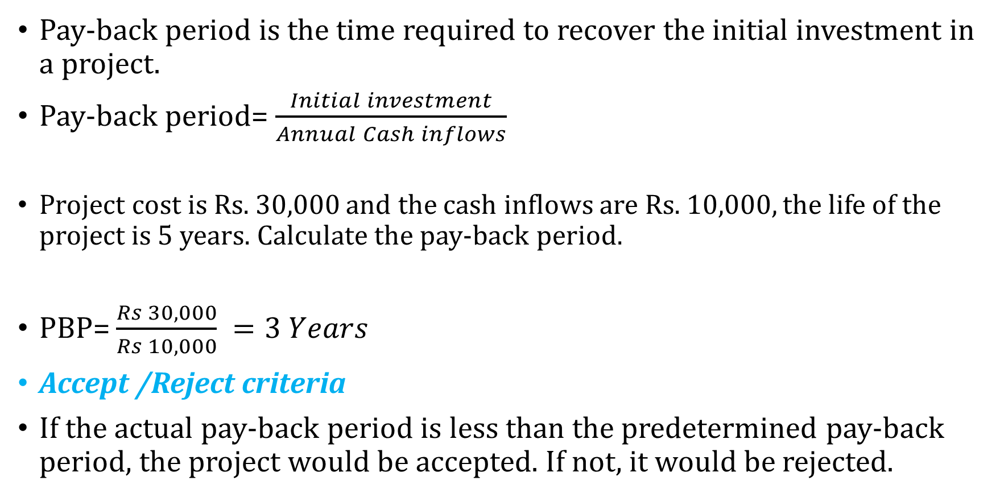 • Pay-back period is the time required to recover the initial investment in
a project.
• Pay-back period= Initial investment / Annual Cash inflows
• Project cost is Rs. 30,000 and the cash inflows are Rs. 10,000, the life of the
project is 5 years. Calculate the pay-back period.
• PBP= Rs 30,000 / Rs 10,000 = 3 Years
• Accept /Reject criteria
• If the actual pay-back period is less than the predetermined pay-back
period, the project would be accepted. If not, it would be rejected.